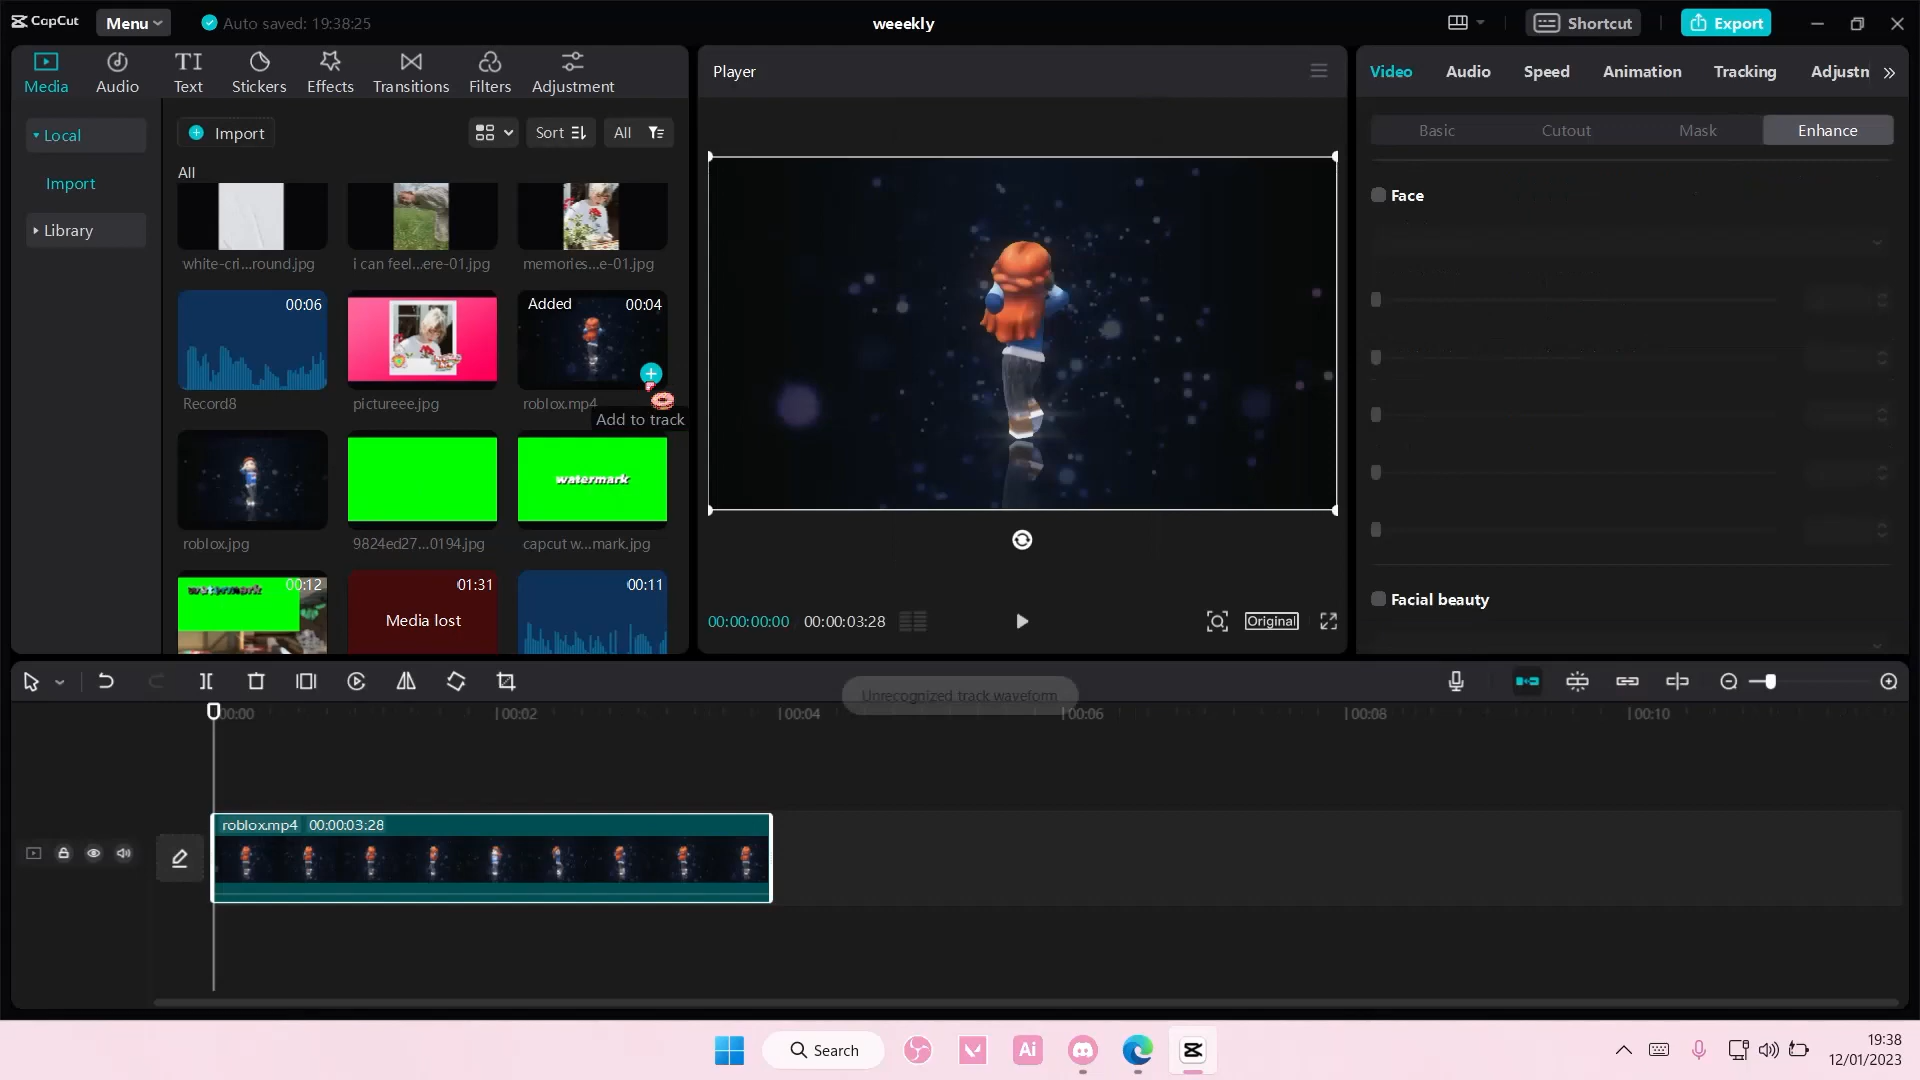 CapCut
Menu
Auto saved: 19:38:25
weeekly
Shortcut
Export
Media
Audio
Text
Stickers
Effects
Transitions
Filters
Adjustment
Player
Video
Audio
Speed
Animation
Tracking
Adjustn
Local
Import
Library
Import
Sort
All
All
Basic
Cutout
Mask
Enhance
Face
white-cri...round.jpg
i can feel...ere-01.jpg
memories...e-01.jpg
00:06
Added
00:04
Record8
pictureee.jpg
roblox.mp4
Add to track
watermark
roblox.jpg
9824ed27...0194.jpg
capcut w...mark.jpg
watermark
00:12
01:31
Media lost
00:11
Facial beauty
00:00:00:00
00:00:03:28
Original
Unrecognized track waveform
00:00
00:02
00:04
00:06
00:08
00:10
roblox.mp4 00:00:03:28
Search
Ai
19:38
12/01/2023